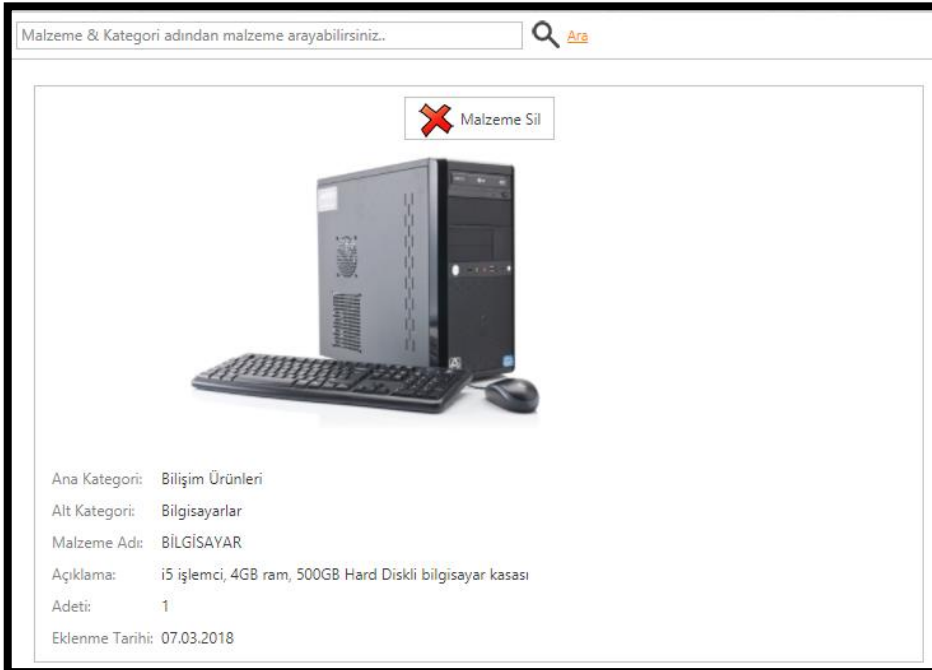 Malzeme & Kategori adından malzeme arayabilirsiniz..
Ara
Malzeme Sil
Ana Kategori: Bilişim Ürünleri
Alt Kategori: Bilgisayarlar
Malzeme Adı: BİLGİSAYAR
Açıklama: i5 işlemci, 4GB ram, 500GB Hard Diskli bilgisayar kasası
Adeti: 1
Eklenme Tarihi: 07.03.2018